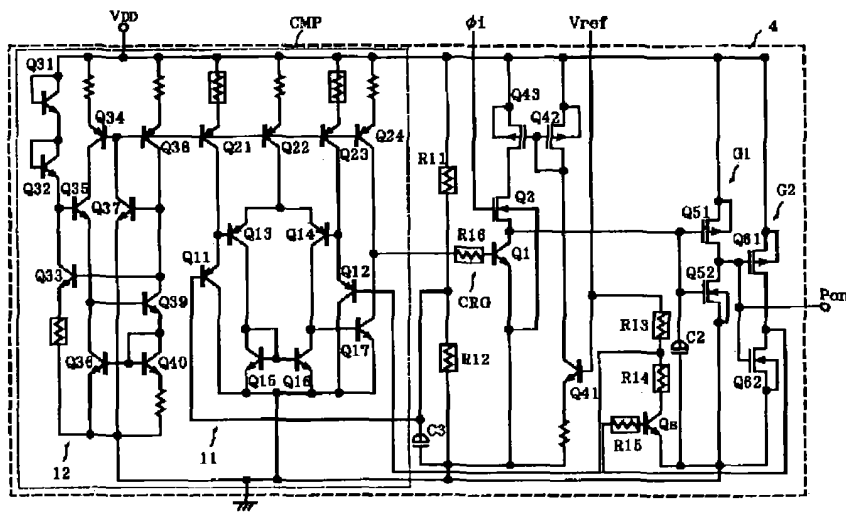 VDD
CMP
φ1
Vref
4
Q31
Q34
Q43
Q42
Q32
Q35
Q38
Q21
Q22
Q23
Q24
R11
G1
Q37
Q2
G2
Q51
Q61
Q33
Q11
Q13
Q14
R16
Q1
Q12
Q52
CRG
Pon
Q39
R13
C2
Q17
Q36
Q40
Q15
Q16
R12
Q41
R14
Q62
C3
Qs
R15
12
11